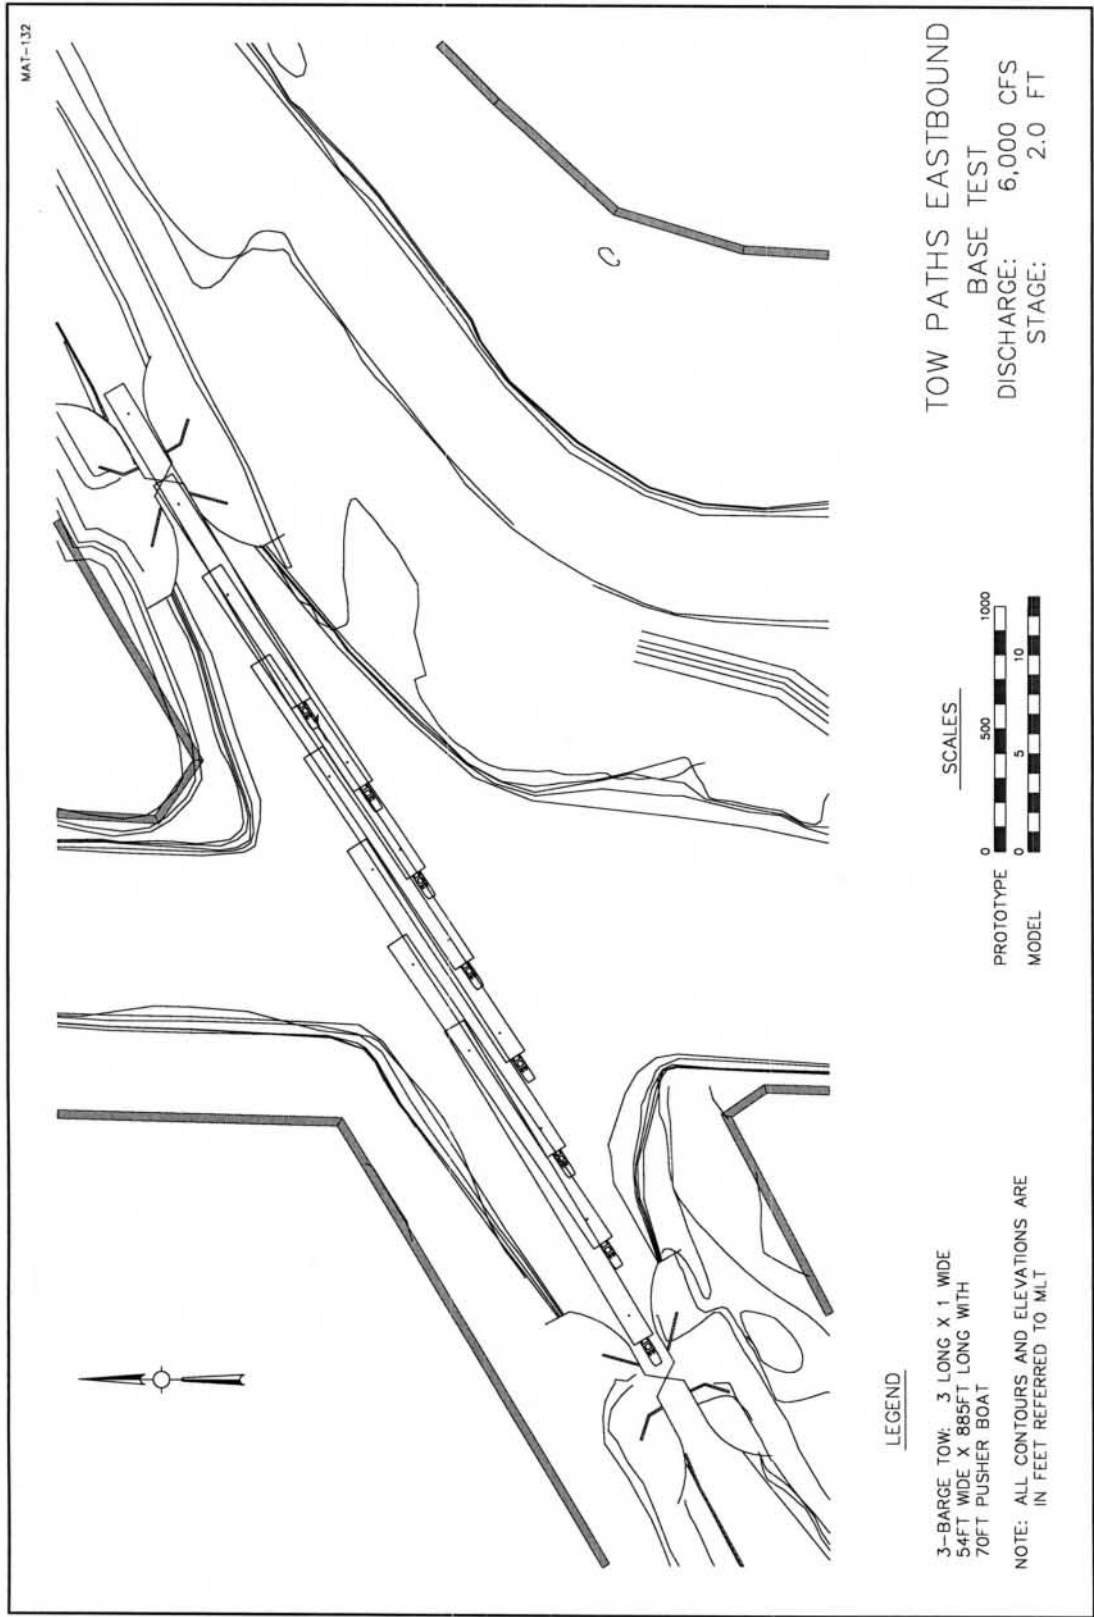 MAT-132
TOW PATHS EASTBOUND
BASE TEST
DISCHARGE: 6,000 CFS
STAGE: 2.0 FT
SCALES
PROTOTYPE 0 500 1000
MODEL 0 5 10
LEGEND
3-BARGE TOW: 3 LONG X 1 WIDE
54FT WIDE X 885FT LONG WITH
70FT PUSHER BOAT
NOTE: ALL CONTOURS AND ELEVATIONS ARE
IN FEET REFERRED TO MLT